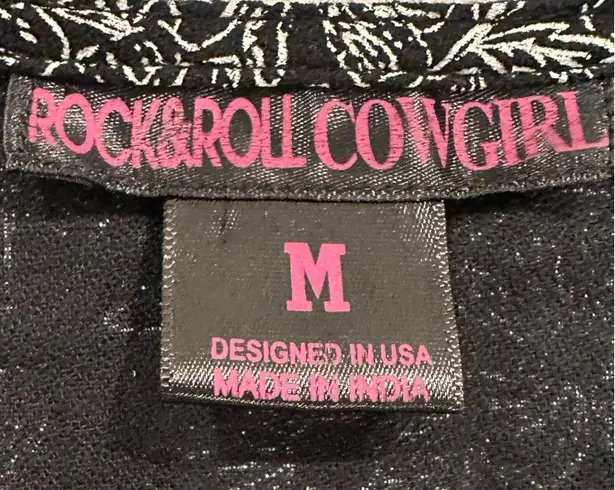 ROCK&ROLL COWGIRL
M
DESIGNED IN USA
MADE IN INDIA